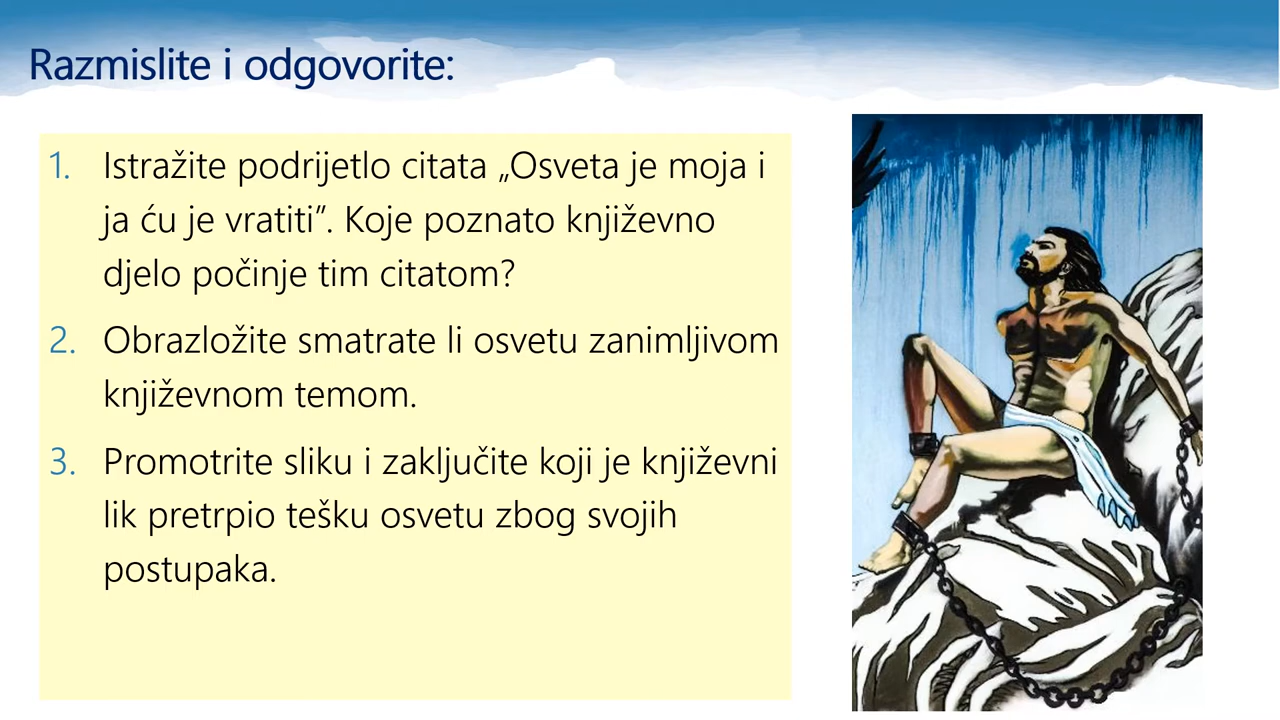 Razmislite i odgovorite:
1. Istražite podrijetlo citata „Osveta je moja i
ja ću je vratiti”. Koje poznato književno
djelo počinje tim citatom?
2. Obrazložite smatrate li osvetu zanimljivom
književnom temom.
3. Promotrite sliku i zaključite koji je književni
lik pretrpio tešku osvetu zbog svojih
postupaka.